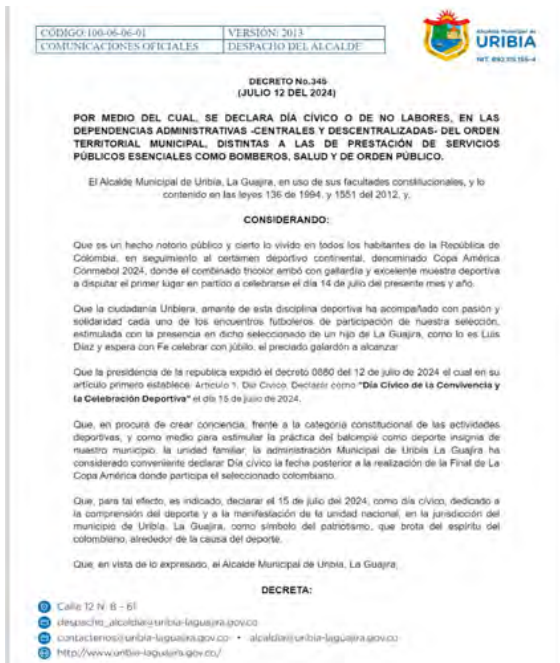 CÓDIGO:100-06-06-01 VERSIÓN: 2013
COMUNICACIONES OFICIALES DESPACHO DEL ALCALDE
Alcaldía Municipal de
URIBIA
NIT. 892.115.155-4
DECRETO No.345
(JULIO 12 DEL 2024)
POR MEDIO DEL CUAL, SE DECLARA DÍA CÍVICO O DE NO LABORES, EN LAS
DEPENDENCIAS ADMINISTRATIVAS -CENTRALES Y DESCENTRALIZADAS- DEL ORDEN
TERRITORIAL MUNICIPAL, DISTINTAS A LAS DE PRESTACIÓN DE SERVICIOS
PÚBLICOS ESENCIALES COMO BOMBEROS, SALUD Y DE ORDEN PÚBLICO.
El Alcalde Municipal de Uribia, La Guajira, en uso de sus facultades constitucionales, y lo
contenido en las leyes 136 de 1994, y 1551 del 2012, y,
CONSIDERANDO:
Que es un hecho notorio público y cierto lo vivido en todos los habitantes de la República de
Colombia, en seguimiento al certamen deportivo continental, denominado Copa América
Conmebol 2024, donde el combinado tricolor arribó con gallardía y excelente muestra deportiva
a disputar el primer lugar en partido a celebrarse el día 14 de julio del presente mes y año.
Que la ciudadanía Uribiera, amante de esta disciplina deportiva ha acompañado con pasión y
solidaridad cada uno de los encuentros futboleros de participación de nuestra selección,
estimulada con la presencia en dicho seleccionado de un hijo de La Guajira, como lo es Luis
Díaz y espera con Fe celebrar con júbilo, el preciado galardón a alcanzar
Que la presidencia de la republica expidió el decreto 0880 del 12 de julio de 2024 el cual en su
artículo primero establece: Artículo 1. Día Cívico. Declarar como "Día Cívico de la Convivencia y
la Celebración Deportiva" el día 15 de julio de 2024.
Que, en procura de crear conciencia, frente a la categoría constitucional de las actividades
deportivas, y como medio para estimular la práctica del balompié como deporte insignia de
nuestro municipio, la unidad familiar, la administración Municipal de Uribia La Guajira ha
considerado conveniente declarar Día cívico la fecha posterior a la realización de la Final de La
Copa América donde participa el seleccionado colombiano.
Que, para tal efecto, es indicado, declarar el 15 de julio del 2024, como día cívico, dedicado a
la comprensión del deporte y a la manifestación de la unidad nacional, en la jurisdicción del
municipio de Uribia, La Guajira, como símbolo del patriotismo, que brota del espíritu del
colombiano, alrededor de la causa del deporte.
Que, en vista de lo expresado, el Alcalde Municipal de Uribia, La Guajira,
DECRETA:
Calle 12 N. 8 - 61
despacho_alcaldia@uribia-laguajira.gov.co
contactenos@uribia-laguajira.gov.co • alcaldia@uribia-laguajira.gov.co
http://www.uribia-laguajira.gov.co/